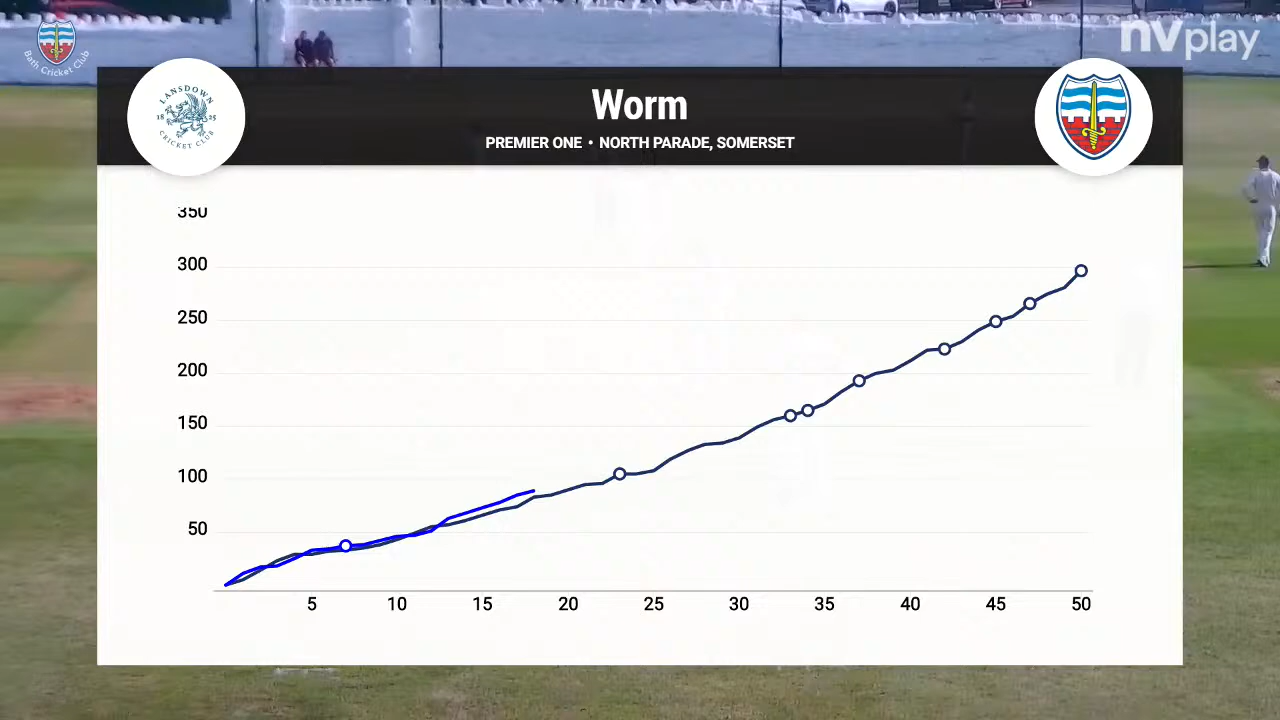 nvplay
Bath Cricket Club
LANSDOWN
18 25
CRICKET CLUB
Worm
PREMIER ONE • NORTH PARADE, SOMERSET
350
300
250
200
150
100
50
5 10 15 20 25 30 35 40 45 50